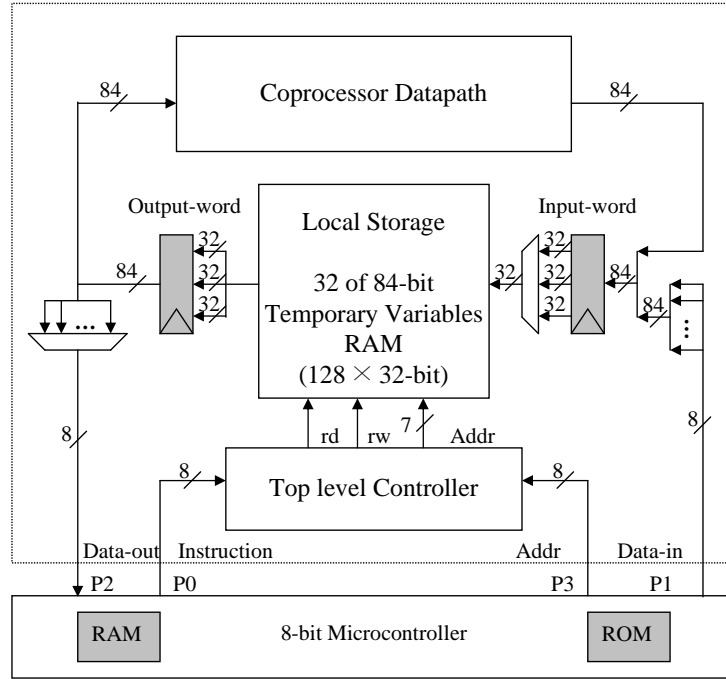 84
Coprocessor Datapath
84
Output-word
Input-word
Local Storage
32 of 84-bit
Temporary Variables
RAM
(128 × 32-bit)
84
32
32
32
32
32
32
32
84
84
...
...
8
8
rd
rw
7
Addr
8
Top level Controller
8
Data-out
Instruction
Addr
Data-in
P2
P0
P3
P1
RAM
8-bit Microcontroller
ROM